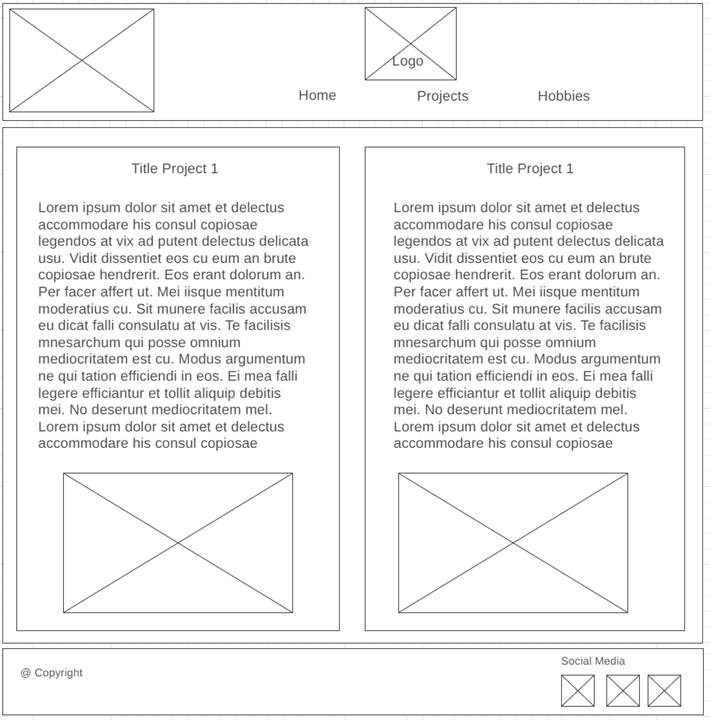 Logo
Home Projects Hobbies
Title Project 1
Lorem ipsum dolor sit amet et delectus
accommodare his consul copiosae
legendos at vix ad putent delectus delicata
usu. Vidit dissentiet eos cu eum an brute
copiosae hendrerit. Eos erant dolorum an.
Per facer affert ut. Mei iisque mentitum
moderatius cu. Sit munere facilis accusam
eu dicat falli consulatu at vis. Te facilisis
mnesarchum qui posse omnium
mediocritatem est cu. Modus argumentum
ne qui tation efficiendi in eos. Ei mea falli
legere efficiantur et tollit aliquip debitis
mei. No deserunt mediocritatem mel.
Lorem ipsum dolor sit amet et delectus
accommodare his consul copiosae
Title Project 1
Lorem ipsum dolor sit amet et delectus
accommodare his consul copiosae
legendos at vix ad putent delectus delicata
usu. Vidit dissentiet eos cu eum an brute
copiosae hendrerit. Eos erant dolorum an.
Per facer affert ut. Mei iisque mentitum
moderatius cu. Sit munere facilis accusam
eu dicat falli consulatu at vis. Te facilisis
mnesarchum qui posse omnium
mediocritatem est cu. Modus argumentum
ne qui tation efficiendi in eos. Ei mea falli
legere efficiantur et tollit aliquip debitis
mei. No deserunt mediocritatem mel.
Lorem ipsum dolor sit amet et delectus
accommodare his consul copiosae
@ Copyright
Social Media